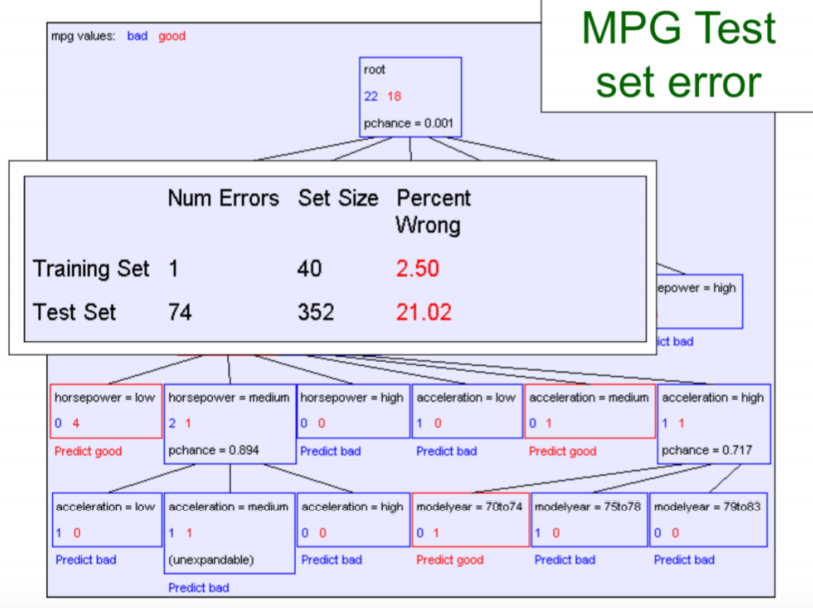 MPG Test
set error
mpg values: bad good
root
22 18
pchance = 0.001
Num Errors Set Size Percent
Wrong
Training Set 1 40 2.50
Test Set 74 352 21.02
epower = high
ict bad
horsepower = low horsepower = medium horsepower = high acceleration = low acceleration = medium acceleration = high
0 4 2 1 0 0 1 0 0 1 1 1
Predict good pchance = 0.894 Predict bad Predict bad Predict good pchance = 0.717
acceleration = low acceleration = medium acceleration = high modelyear = 70to74 modelyear = 75to78 modelyear = 79to83
1 0 1 1 0 0 0 1 1 0 0 0
Predict bad (unexpandable) Predict bad Predict good Predict bad Predict bad
Predict bad